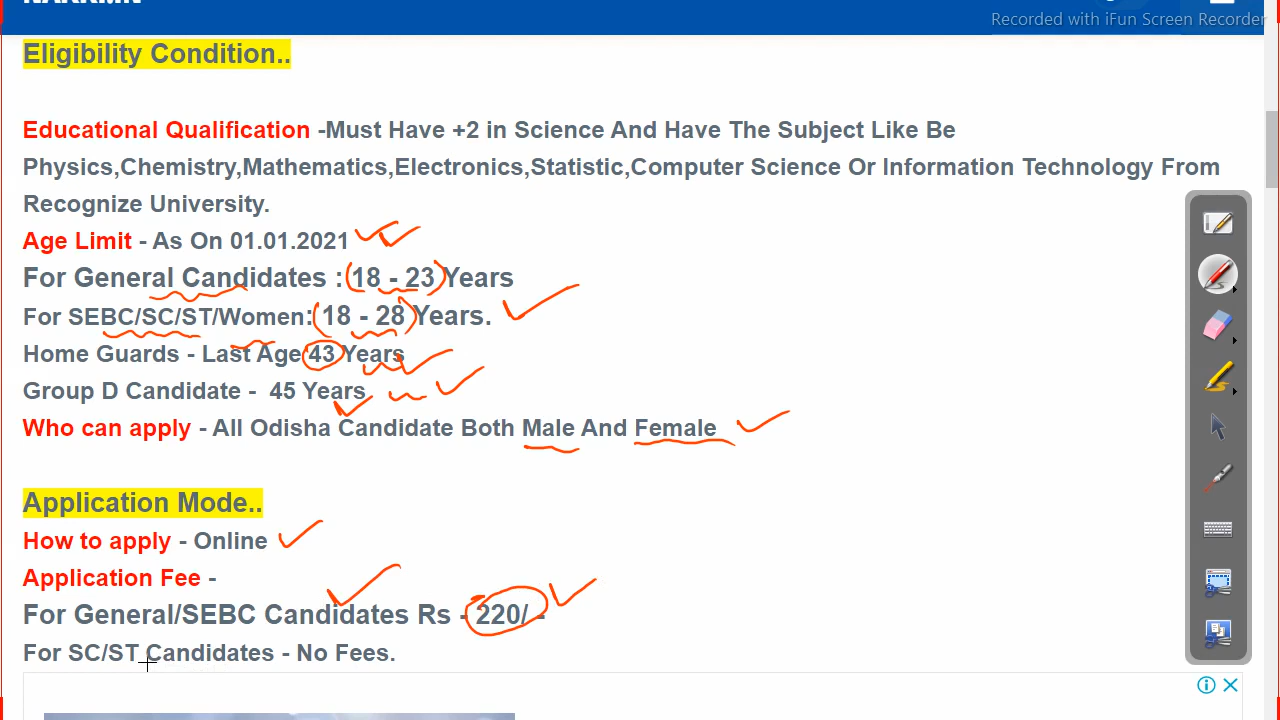 Recorded with iFun Screen Recorder
Eligibility Condition..
Educational Qualification -Must Have +2 in Science And Have The Subject Like Be
Physics,Chemistry,Mathematics,Electronics,Statistic,Computer Science Or Information Technology From
Recognize University.
Age Limit - As On 01.01.2021
For General Candidates : 18 - 23 Years
For SEBC/SC/ST/Women: 18 - 28 Years.
Home Guards - Last Age 43 Years
Group D Candidate - 45 Years
Who can apply - All Odisha Candidate Both Male And Female
Application Mode..
How to apply - Online
Application Fee -
For General/SEBC Candidates Rs - 220/ -
For SC/ST Candidates - No Fees.